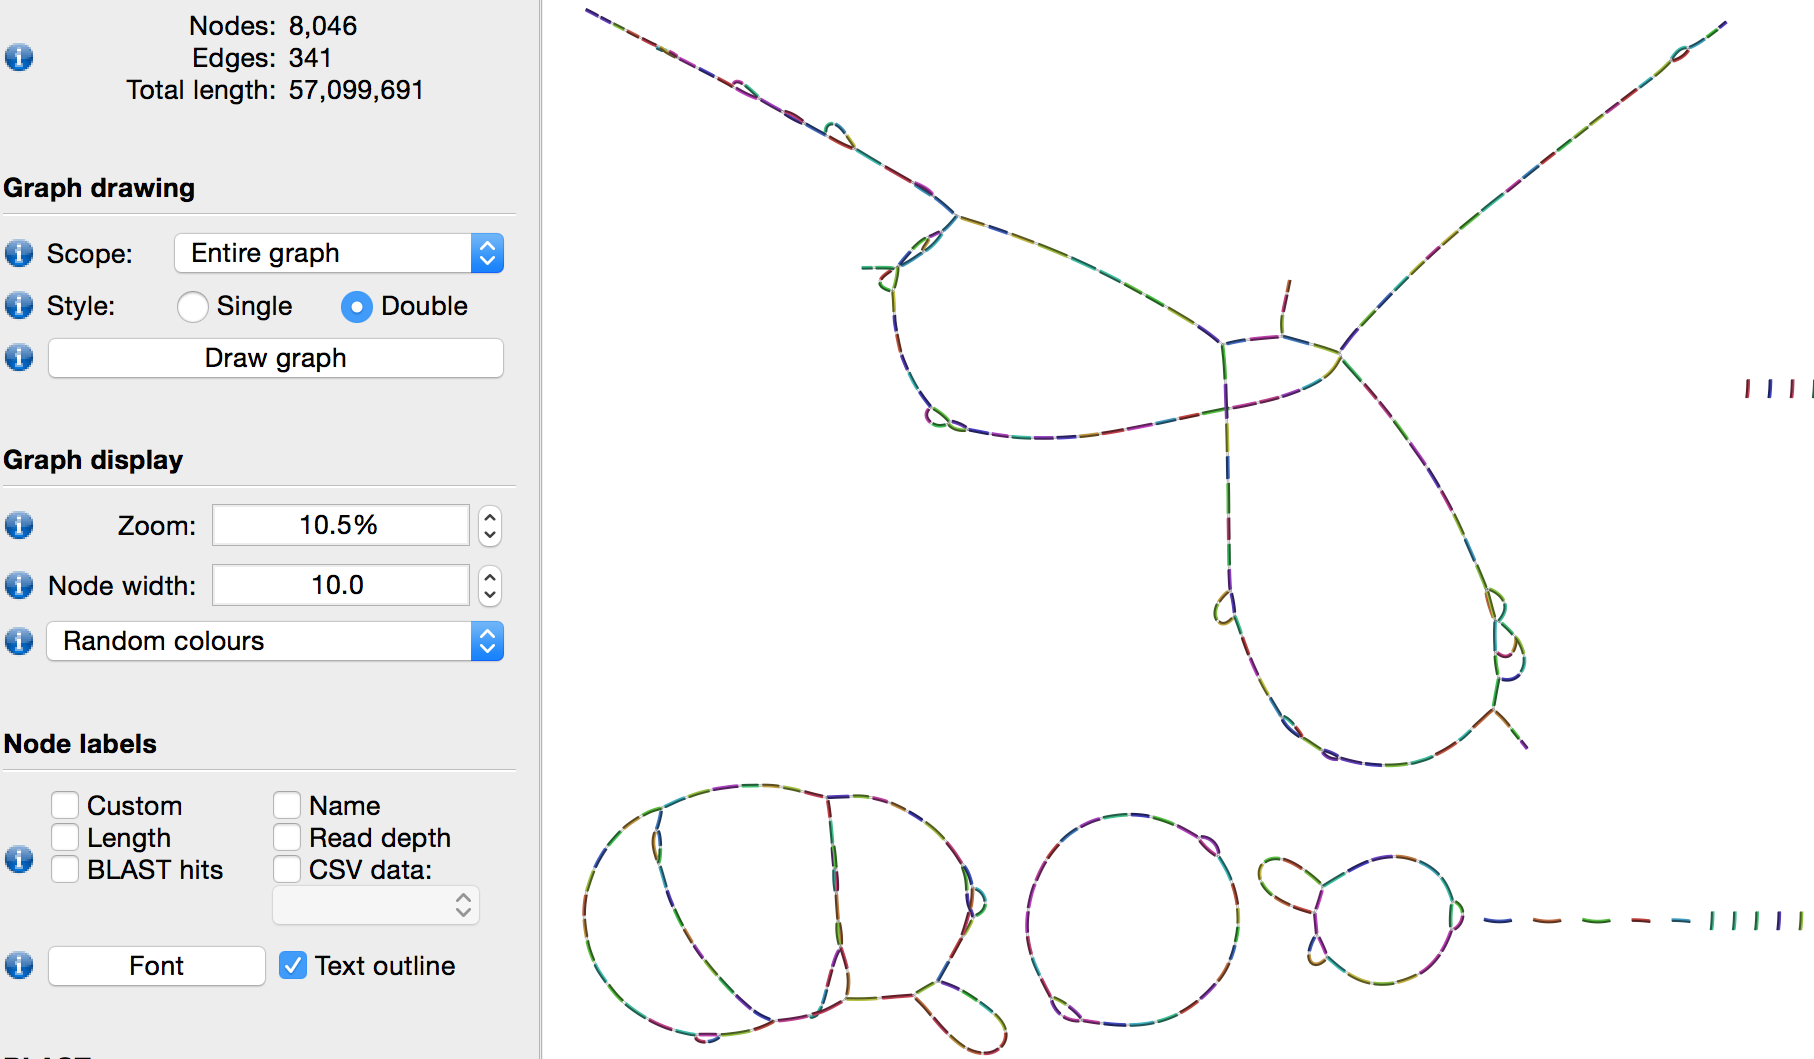 Nodes: 8,046
Edges: 341
Total length: 57,099,691
Graph drawing
Scope: Entire graph
Style: Single Double
Draw graph
Graph display
Zoom: 10.5%
Node width: 10.0
Random colours
Node labels
Custom Name
Length Read depth
BLAST hits CSV data:
Font Text outline